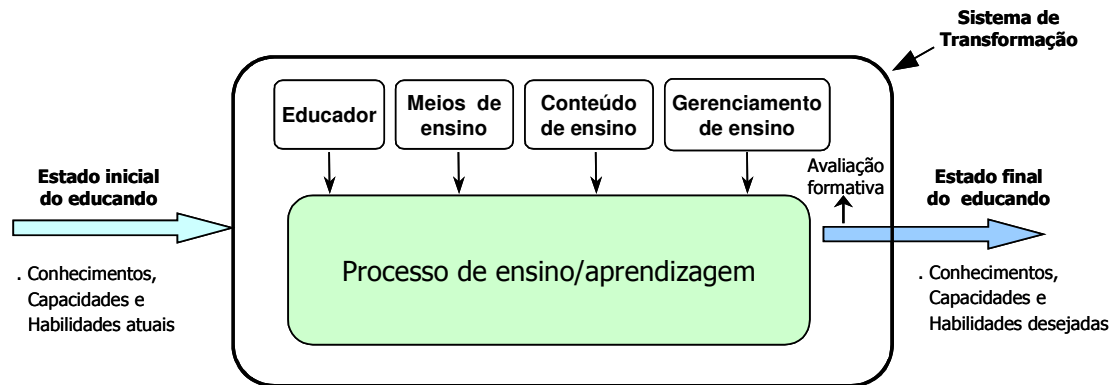 Sistema de
Transformação
Educador
Meios de
ensino
Conteúdo
de ensino
Gerenciamento
de ensino
Avaliação
formativa
Estado inicial
do educando
Estado final
do educando
Processo de ensino/aprendizagem
. Conhecimentos,
Capacidades e
Habilidades atuais
. Conhecimentos,
Capacidades e
Habilidades desejadas